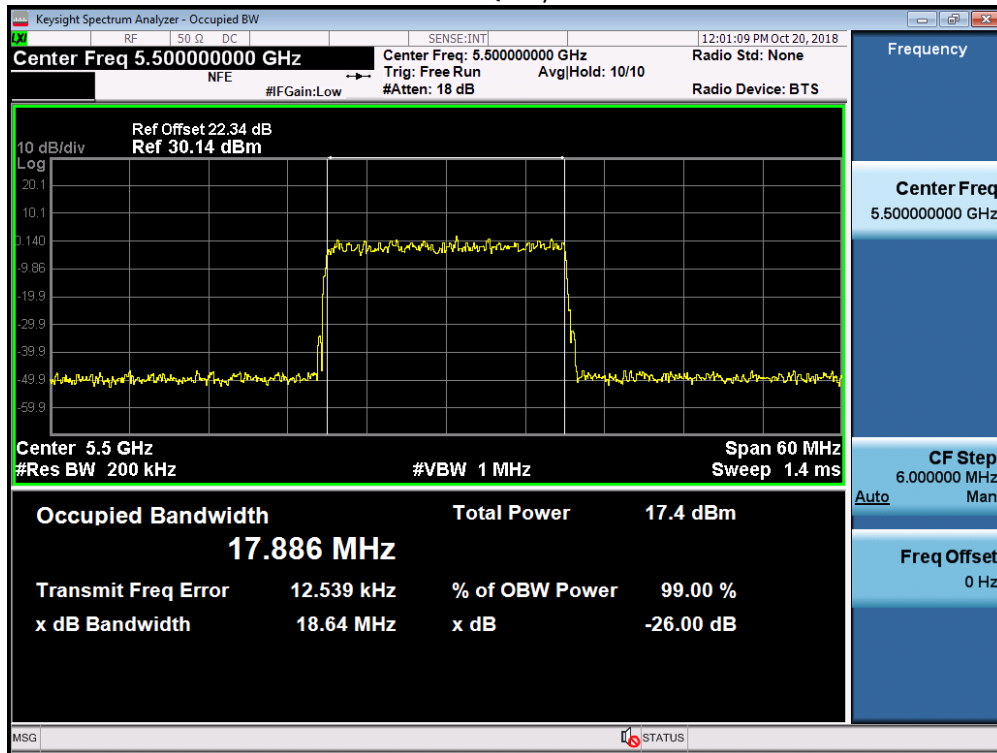 Keysight Spectrum Analyzer - Occupied BW
LXI RF 50 Ω DC SENSE:INT 12:01:09 PM Oct 20, 2018
Center Freq 5.500000000 GHz
NFE
#IFGain:Low
Center Freq: 5.500000000 GHz
Trig: Free Run Avg|Hold: 10/10
#Atten: 18 dB
Radio Std: None
Radio Device: BTS
Ref Offset 22.34 dB
10 dB/div Ref 30.14 dBm
Log
20.1
10.1
0.140
-9.86
-19.9
-29.9
-39.9
-49.9
-59.9
Center 5.5 GHz Span 60 MHz
#Res BW 200 kHz #VBW 1 MHz Sweep 1.4 ms
Occupied Bandwidth Total Power 17.4 dBm
17.886 MHz
Transmit Freq Error 12.539 kHz % of OBW Power 99.00 %
x dB Bandwidth 18.64 MHz x dB -26.00 dB
MSG STATUS
Frequency
Center Freq
5.500000000 GHz
CF Step
6.000000 MHz
Auto Man
Freq Offset
0 Hz